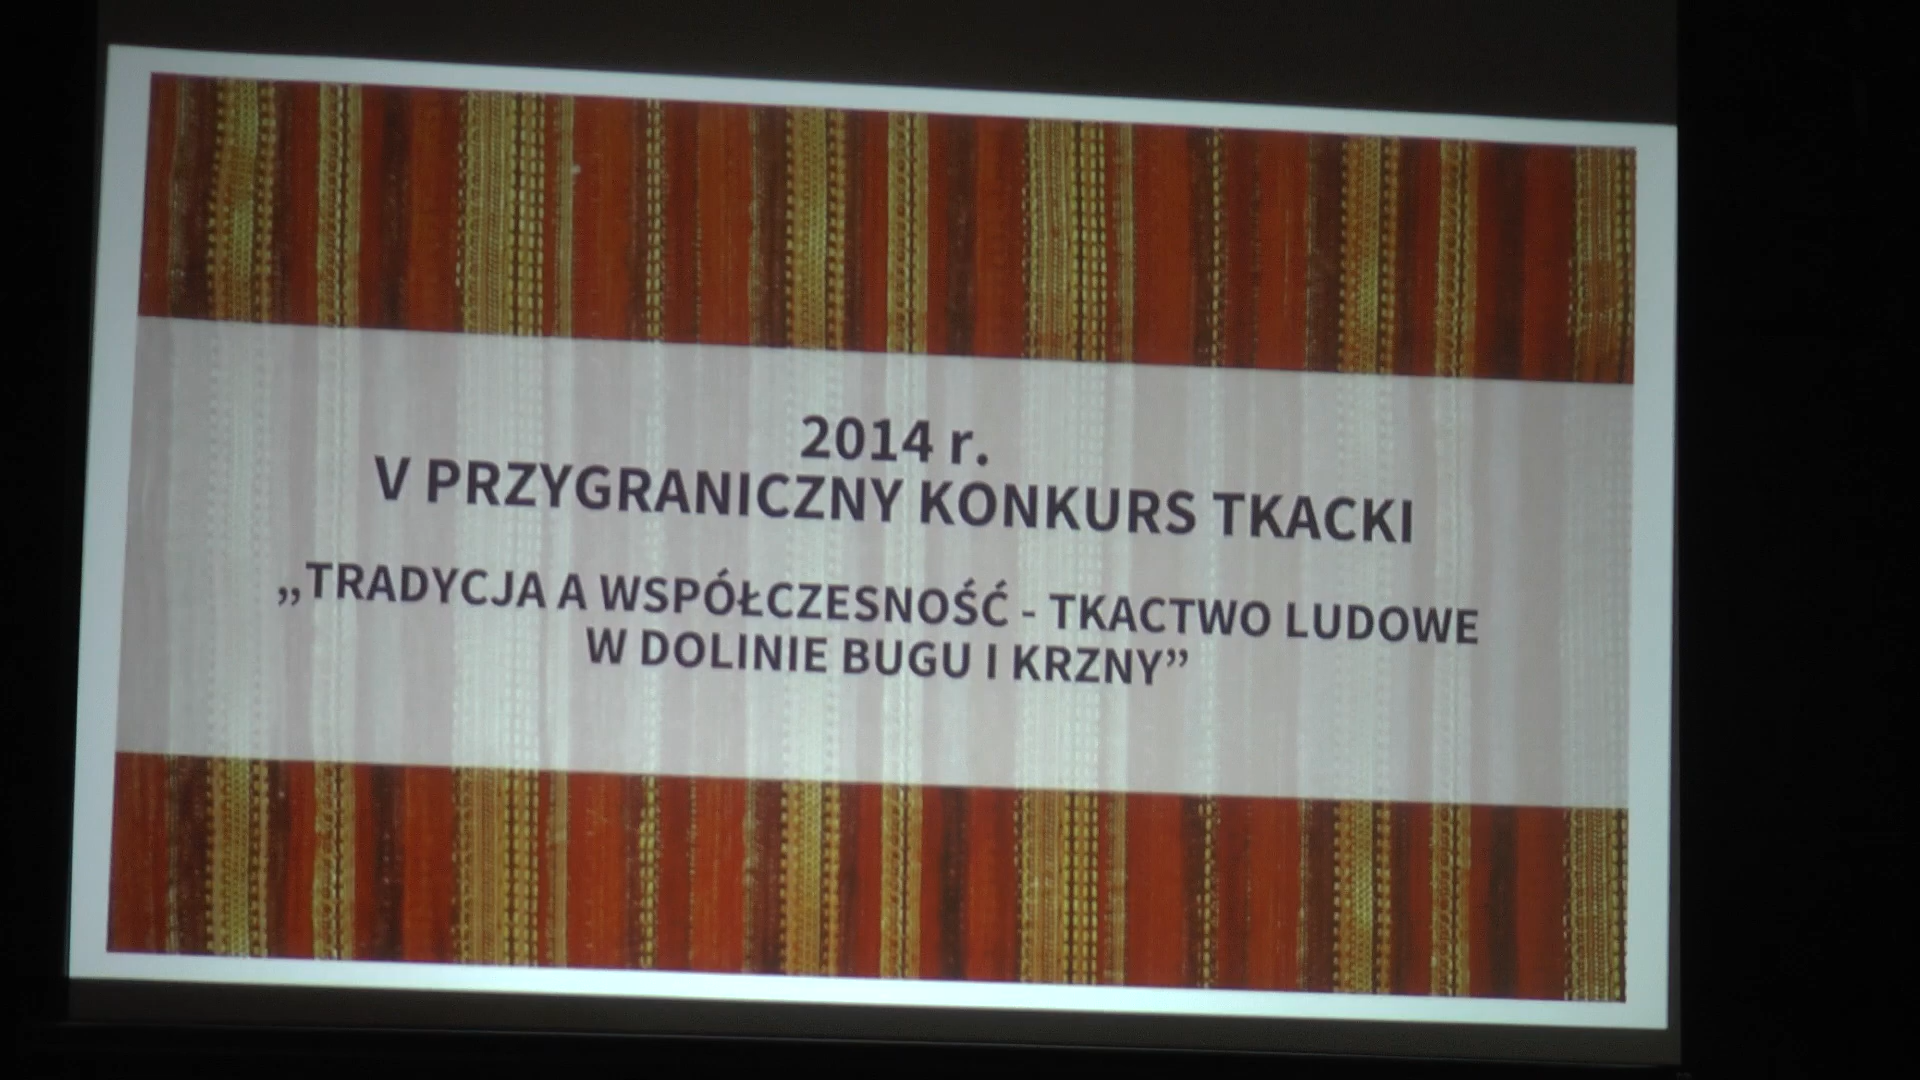 2014 r.
V PRZYGRANICZNY KONKURS TKACKI
„TRADYCJA A WSPÓŁCZESNOŚĆ - TKACTWO LUDOWE
W DOLINIE BUGU I KRZNY”